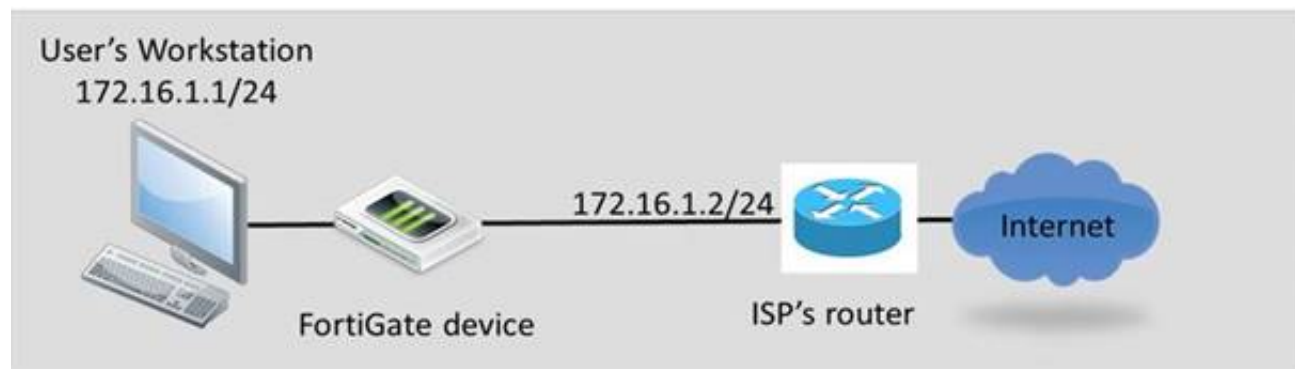 User's Workstation
172.16.1.1/24
172.16.1.2/24
Internet
FortiGate device
ISP's router